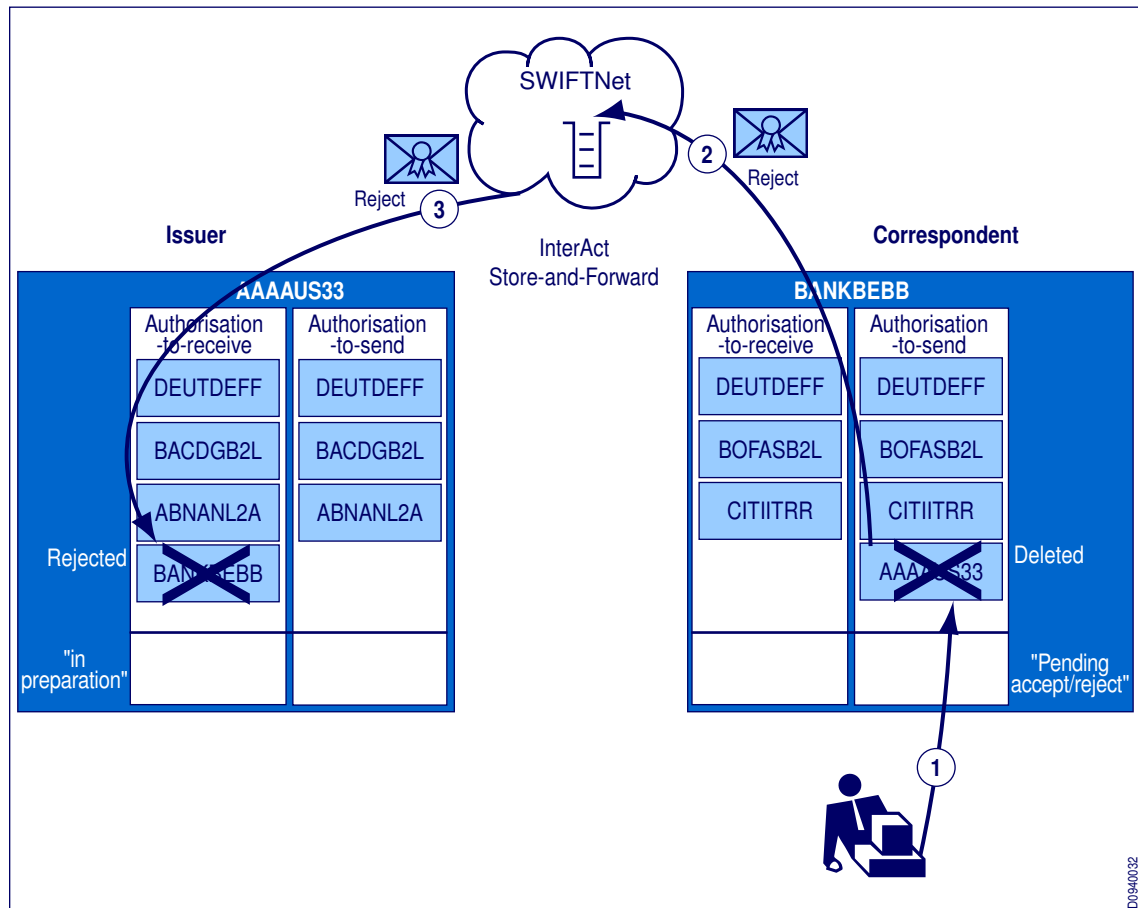 SWIFTNet
2
Reject
Reject
3
InterAct
Store-and-Forward
Issuer
AAAAUS33
Authorisation
-to-receive
Authorisation
-to-send
DEUTDEFF
DEUTDEFF
BACDGB2L
BACDGB2L
ABNANL2A
ABNANL2A
Rejected
BANKBEBB
"in
preparation"
Correspondent
BANKBEBB
Authorisation
-to-receive
Authorisation
-to-send
DEUTDEFF
DEUTDEFF
BOFASB2L
BOFASB2L
CITIITRR
CITIITRR
AAAAUS33
Deleted
"Pending
accept/reject"
1
D0940032